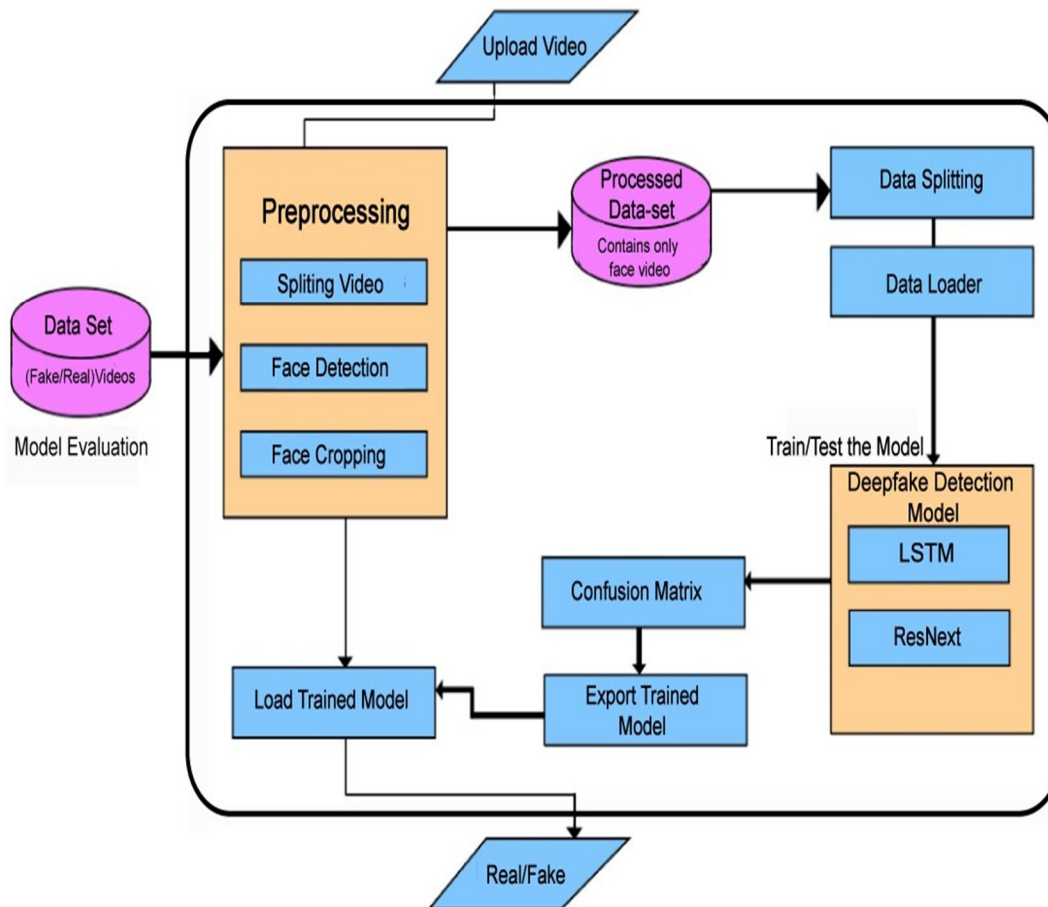 Upload Video
Preprocessing
Spliting Video
Face Detection
Face Cropping
Data Set
(Fake/Real)Videos
Model Evaluation
Processed
Data-set
Contains only
face video
Data Splitting
Data Loader
Train/Test the Model
Deepfake Detection
Model
LSTM
ResNext
Confusion Matrix
Export Trained
Model
Load Trained Model
Real/Fake